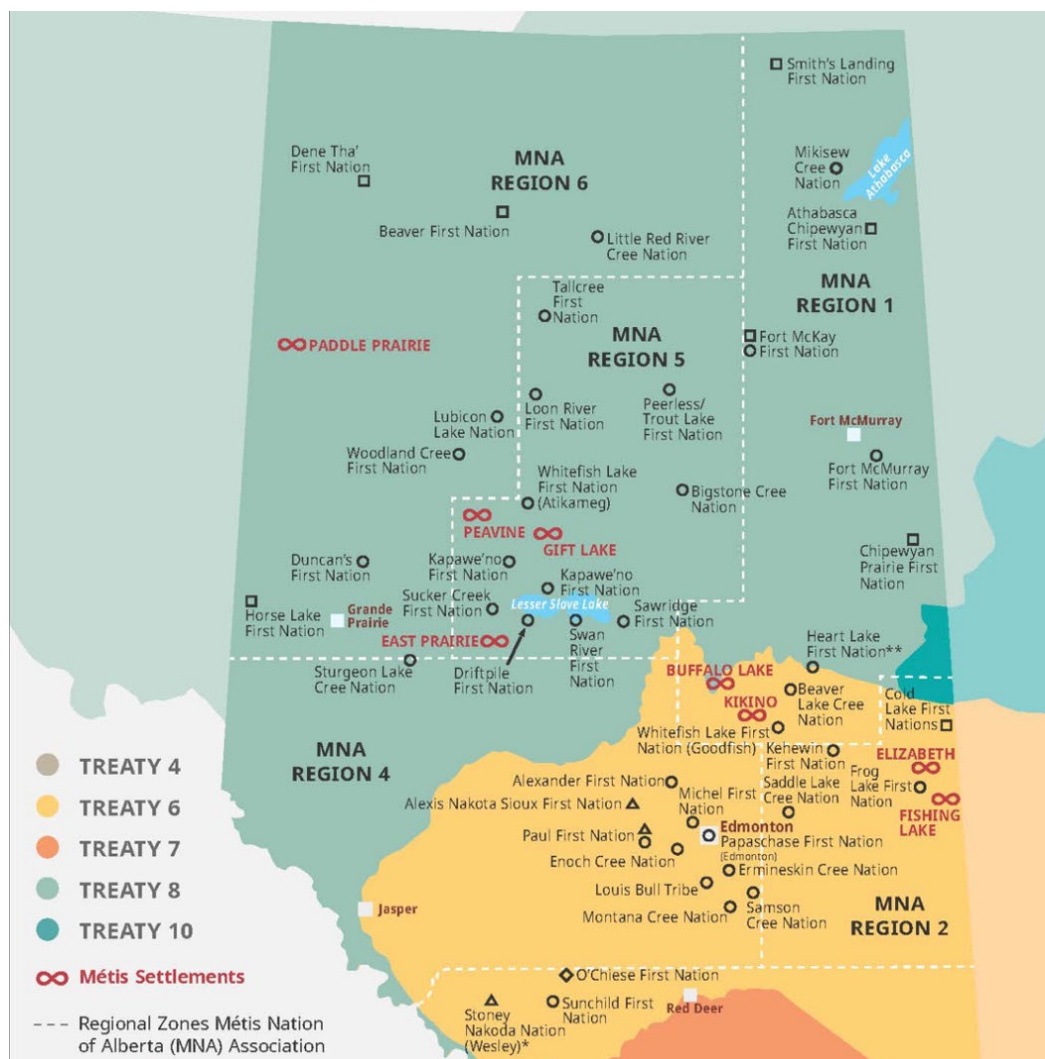 Smith's Landing
First Nation
Dene Tha'
First Nation
MNA
REGION 6
Mikisew
Cree
Nation
Lake
Athabasca
Beaver First Nation
Little Red River
Cree Nation
Athabasca
Chipewyan
First Nation
MNA
REGION 1
Tallcree
First
Nation
MNA
REGION 5
PADDLE PRAIRIE
Fort McKay
First Nation
Lubicon
Lake Nation
Loon River
First Nation
Peerless/
Trout Lake
First Nation
Fort McMurray
Woodland Cree
First Nation
Fort McMurray
First Nation
Whitefish Lake
First Nation
(Atikameg)
Bigstone Cree
Nation
PEAVINE
GIFT LAKE
Chipewyan
Prairie First
Nation
Duncan's
First Nation
Kapawe'no
First Nation
Kapawe'no
First Nation
Horse Lake
First Nation
Grande
Prairie
Sucker Creek
First Nation
Lesser Slave Lake
Sawridge
First Nation
EAST PRAIRIE
Swan
River
First
Nation
Heart Lake
First Nation**
Sturgeon Lake
Cree Nation
Driftpile
First Nation
BUFFALO LAKE
KIKINO
Beaver
Lake Cree
Nation
Cold
Lake First
Nations
Whitefish Lake First
Nation (Goodfish)
Kehewin
First Nation
ELIZABETH
MNA
REGION 4
Alexander First Nation
Michel First
Nation
Saddle Lake
Cree Nation
Frog
Lake First
Nation
FISHING
LAKE
Alexis Nakota Sioux First Nation
Paul First Nation
Edmonton
Papaschase First Nation
(Edmonton)
Enoch Cree Nation
Ermineskin Cree Nation
Louis Bull Tribe
Montana Cree Nation
Samson
Cree Nation
MNA
REGION 2
Jasper
O'Chiese First Nation
Sunchild First
Nation
Red Deer
Stoney
Nakoda Nation
(Wesley)*
TREATY 4
TREATY 6
TREATY 7
TREATY 8
TREATY 10
Métis Settlements
Regional Zones Métis Nation
of Alberta (MNA) Association